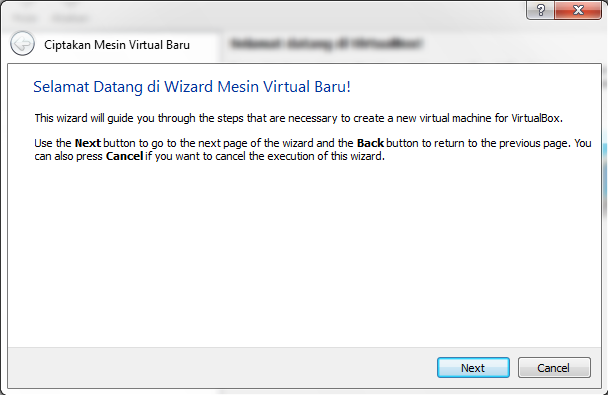 Selamat datang di VirtualBox!
Ciptakan Mesin Virtual Baru
Selamat Datang di Wizard Mesin Virtual Baru!
This wizard will guide you through the steps that are necessary to create a new virtual machine for VirtualBox.
Use the Next button to go to the next page of the wizard and the Back button to return to the previous page. You
can also press Cancel if you want to cancel the execution of this wizard.
Next
Cancel